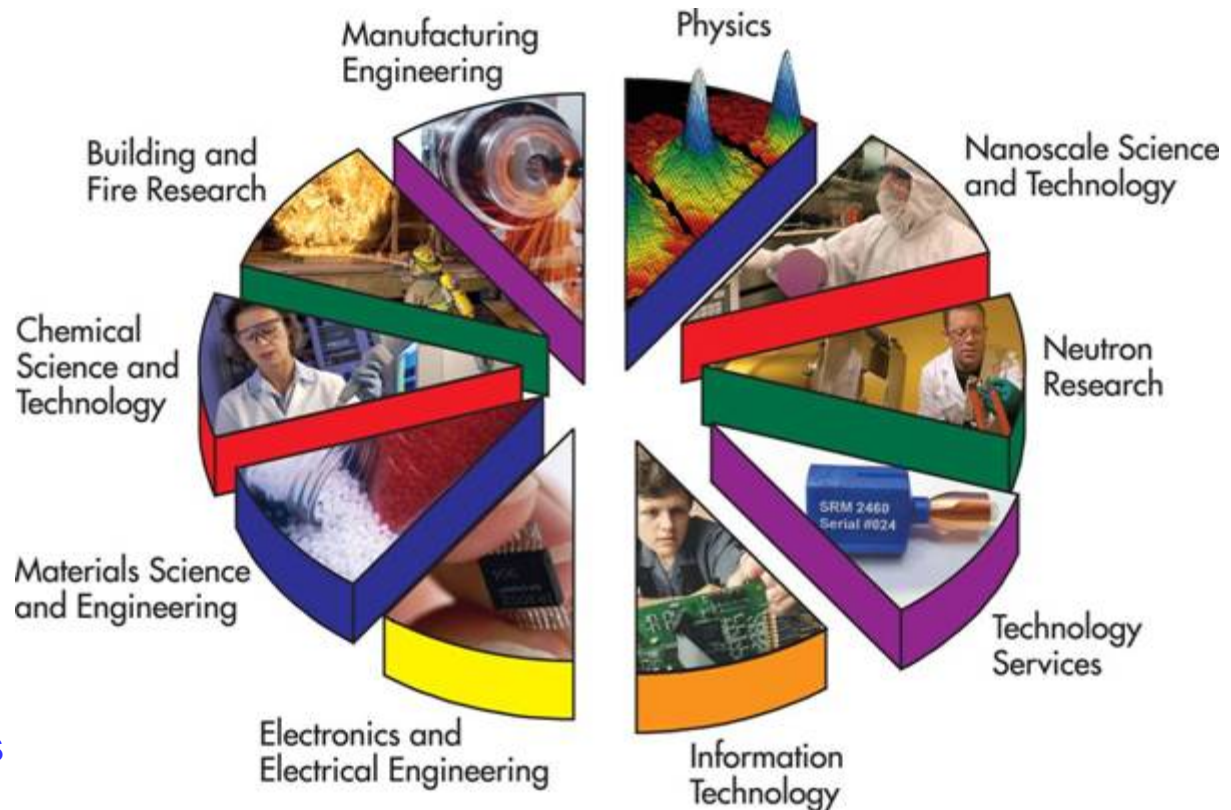 Physics
Manufacturing
Engineering
Nanoscale Science
and Technology
Building and
Fire Research
Chemical
Science and
Technology
Neutron
Research
SRM 2460
Serial #024
Materials Science
and Engineering
Technology
Services
Electronics and
Electrical Engineering
Information
Technology
s